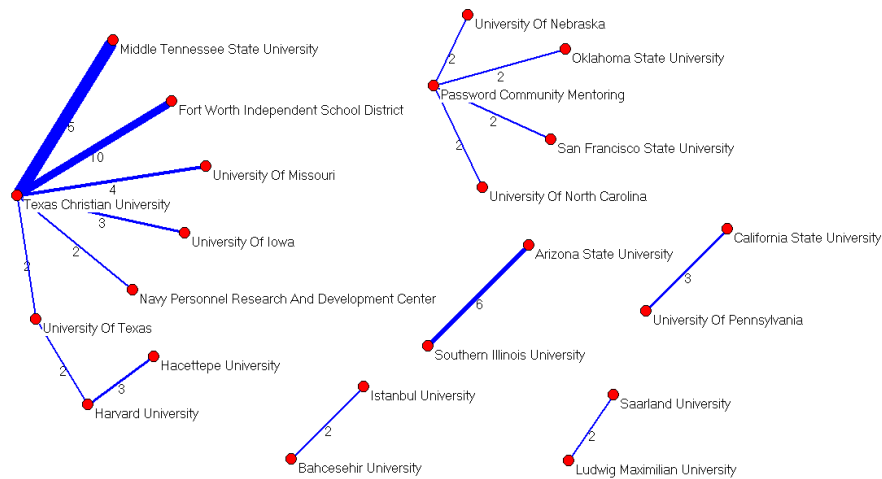 University Of Nebraska
Middle Tennessee State University
Oklahoma State University
2
2
Password Community Mentoring
Fort Worth Independent School District
2
5
San Francisco State University
2
10
University Of Missouri
4
University Of North Carolina
Texas Christian University
3
University Of Iowa
California State University
2
Arizona State University
2
3
Navy Personnel Research And Development Center
6
University Of Pennsylvania
University Of Texas
Southern Illinois University
Hacettepe University
2
3
Istanbul University
Harvard University
Saarland University
2
2
Bahcesehir University
Ludwig Maximilian University